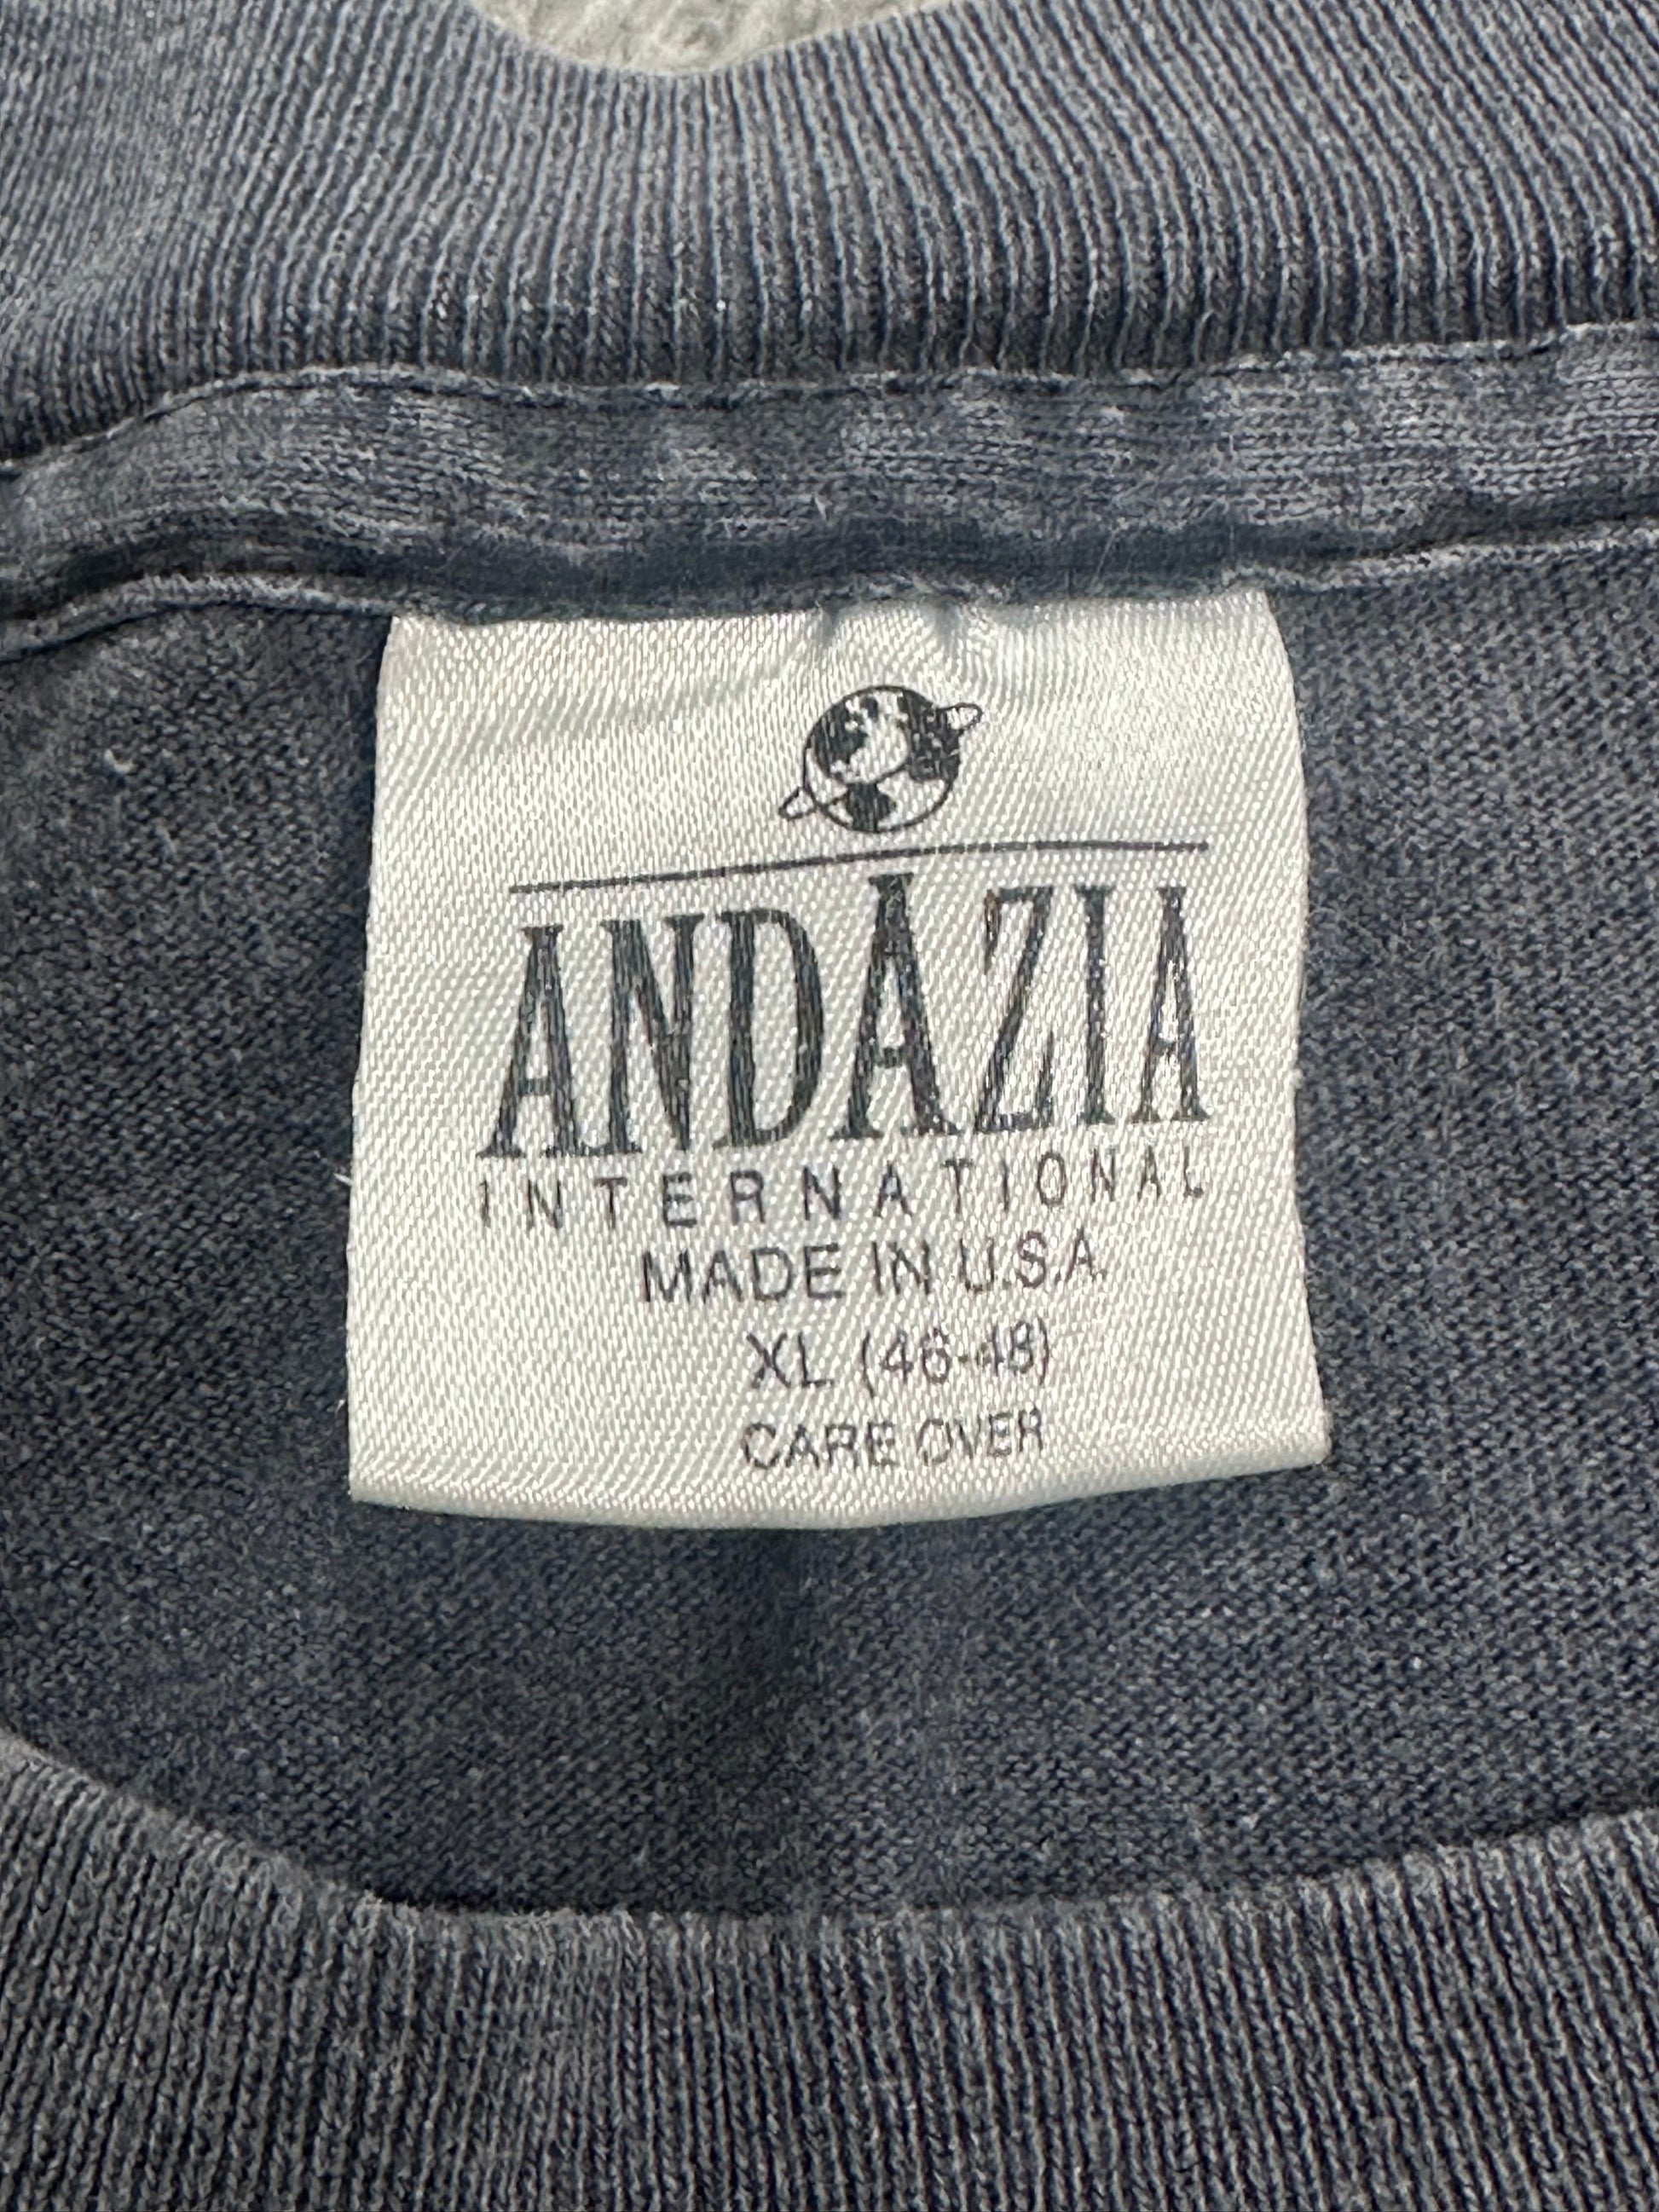 ANDAZIA
INTERNATIONAL
MADE IN U.S.A.
XL (46-48)
CARE OVER